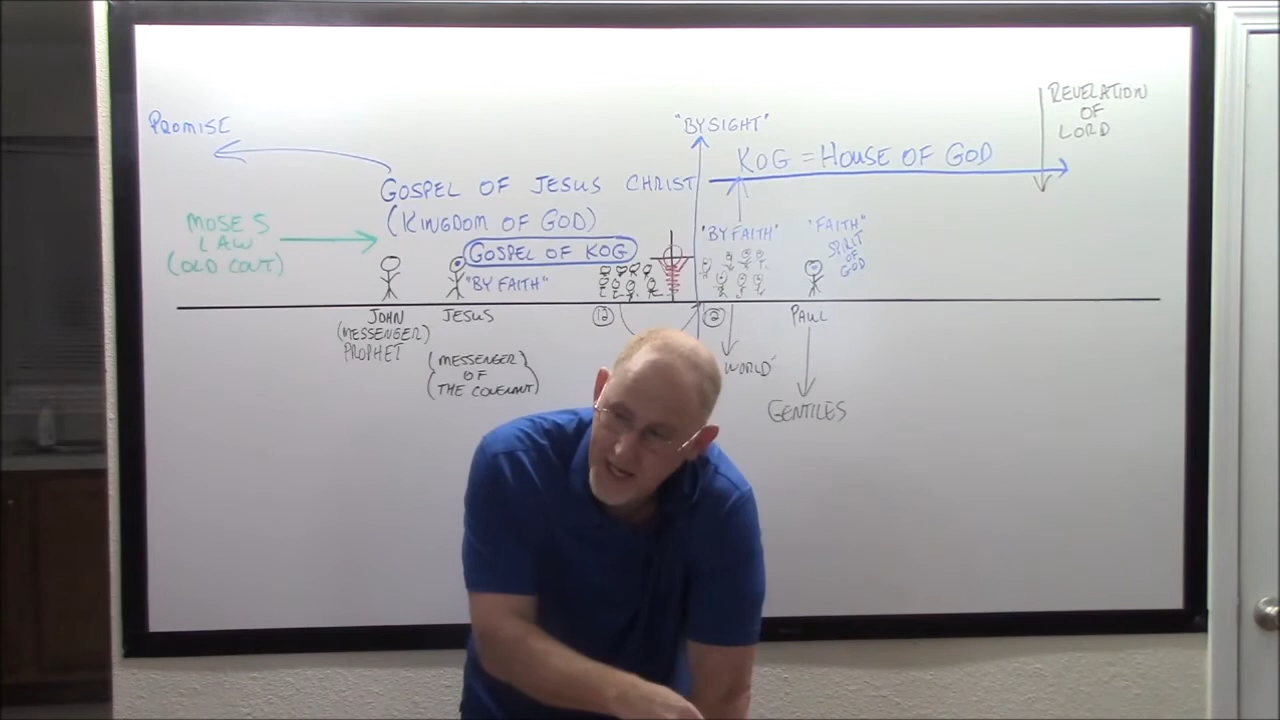 PROMISE
"BY SIGHT"
REVELATION
OF
LORD
KOG = HOUSE OF GOD
GOSPEL OF JESUS CHRIST
(KINGDOM OF GOD)
MOSES
LAW
(OLD COVT)
GOSPEL OF KOG
"BY FAITH"
"BY FAITH"
"FAITH"
SPIRIT
OF
GOD
JOHN
(MESSENGER)
PROPHET
JESUS
(MESSENGER)
OF
(THE COVENANT)
12
PAUL
WORLD
GENTILES